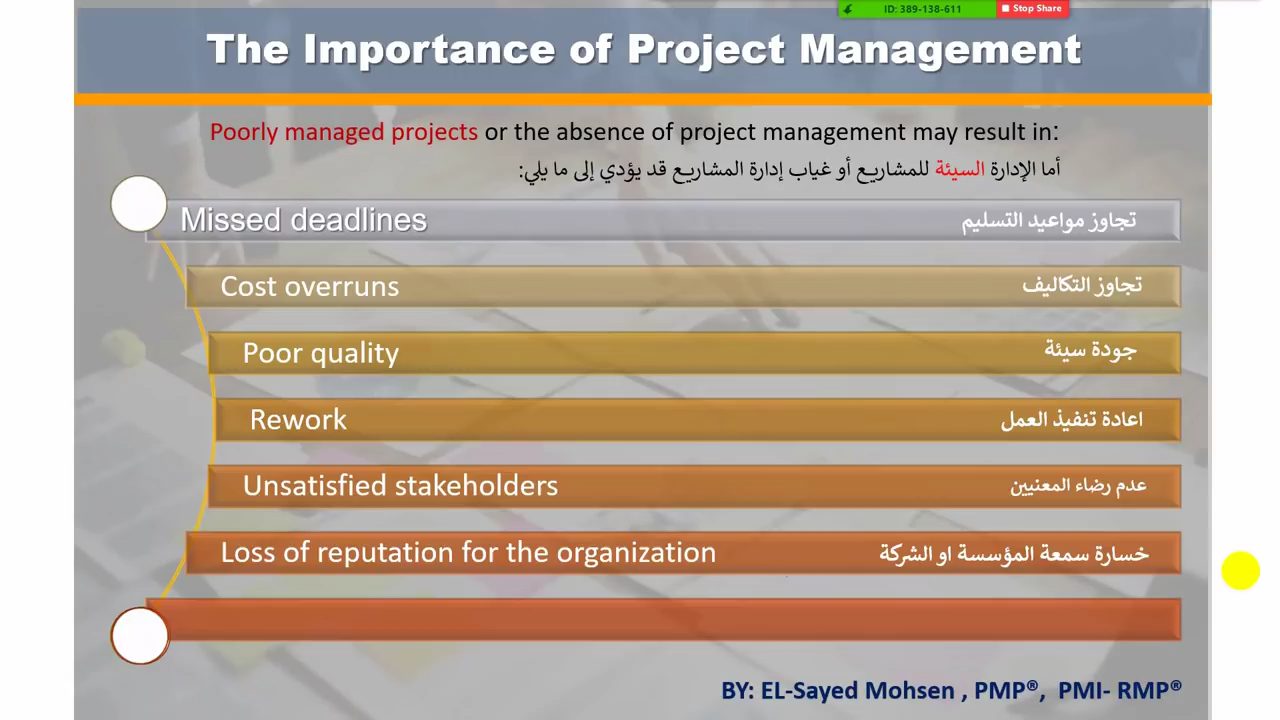 ID: 389-138-611
Stop Share
The Importance of Project Management
Poorly managed projects or the absence of project management may result in:
أما الإدارة السيئة للمشاريع أو غياب إدارة المشاريع قد يؤدي إلى ما يلي:
Missed deadlines تجاوز مواعيد التسليم
Cost overruns تجاوز التكاليف
Poor quality جودة سيئة
Rework اعادة تنفيذ العمل
Unsatisfied stakeholders عدم رضاء المعنيين
Loss of reputation for the organization خسارة سمعة المؤسسة او الشركة
BY: EL-Sayed Mohsen , PMP®, PMI- RMP®